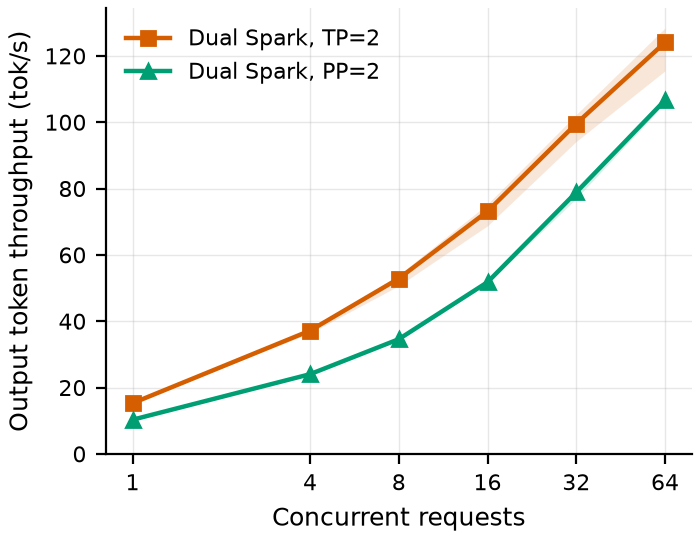 Dual Spark, TP=2
Dual Spark, PP=2
Output token throughput (tok/s)
120
100
80
60
40
20
0
1 4 8 16 32 64
Concurrent requests